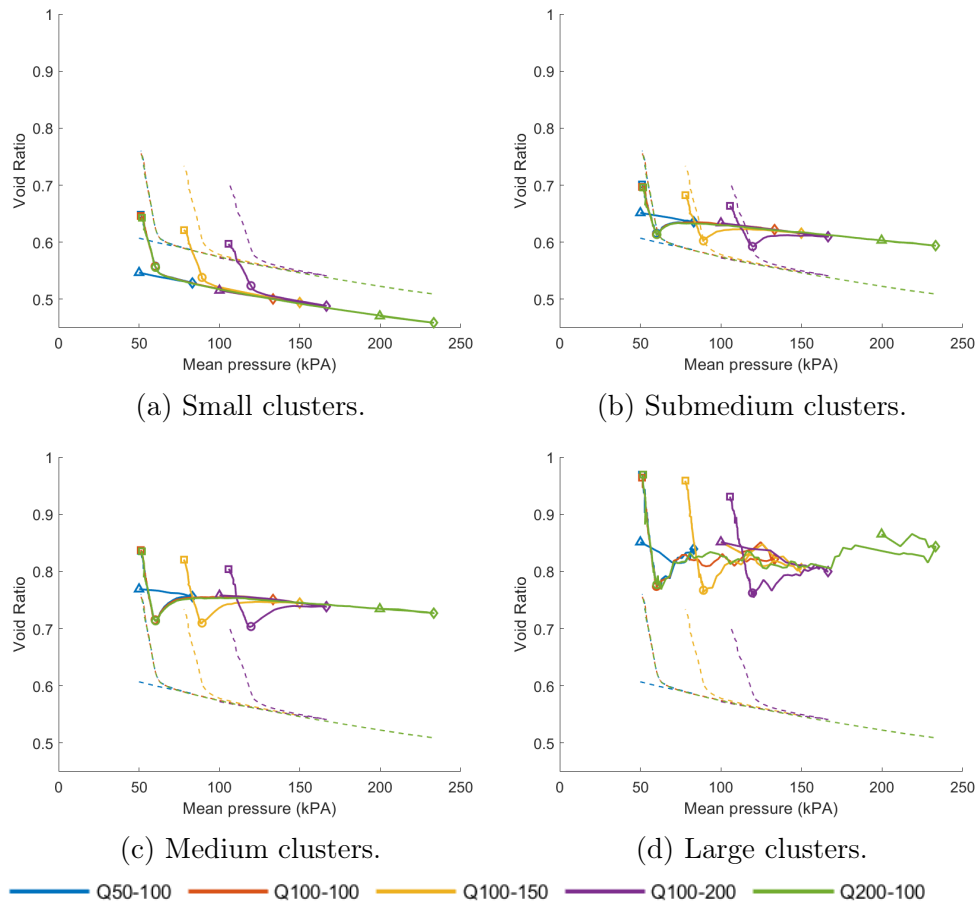 1
0.9
0.8
0.7
0.6
0.5
Void Ratio
0 50 100 150 200 250
Mean pressure (kPA)
(a) Small clusters.
1
0.9
0.8
0.7
0.6
0.5
Void Ratio
0 50 100 150 200 250
Mean pressure (kPA)
(b) Submedium clusters.
1
0.9
0.8
0.7
0.6
0.5
Void Ratio
0 50 100 150 200 250
Mean pressure (kPA)
(c) Medium clusters.
1
0.9
0.8
0.7
0.6
0.5
Void Ratio
0 50 100 150 200 250
Mean pressure (kPA)
(d) Large clusters.
Q50-100 Q100-100 Q100-150 Q100-200 Q200-100